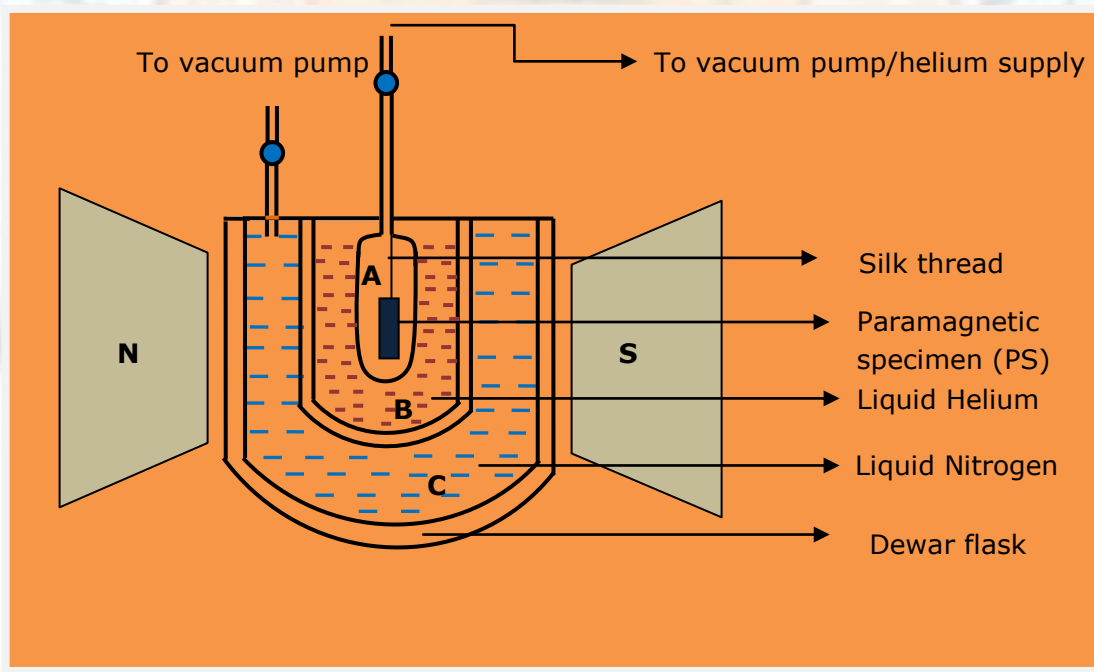 To vacuum pump
To vacuum pump/helium supply
Silk thread
A
Paramagnetic
specimen (PS)
N
S
Liquid Helium
B
Liquid Nitrogen
C
Dewar flask